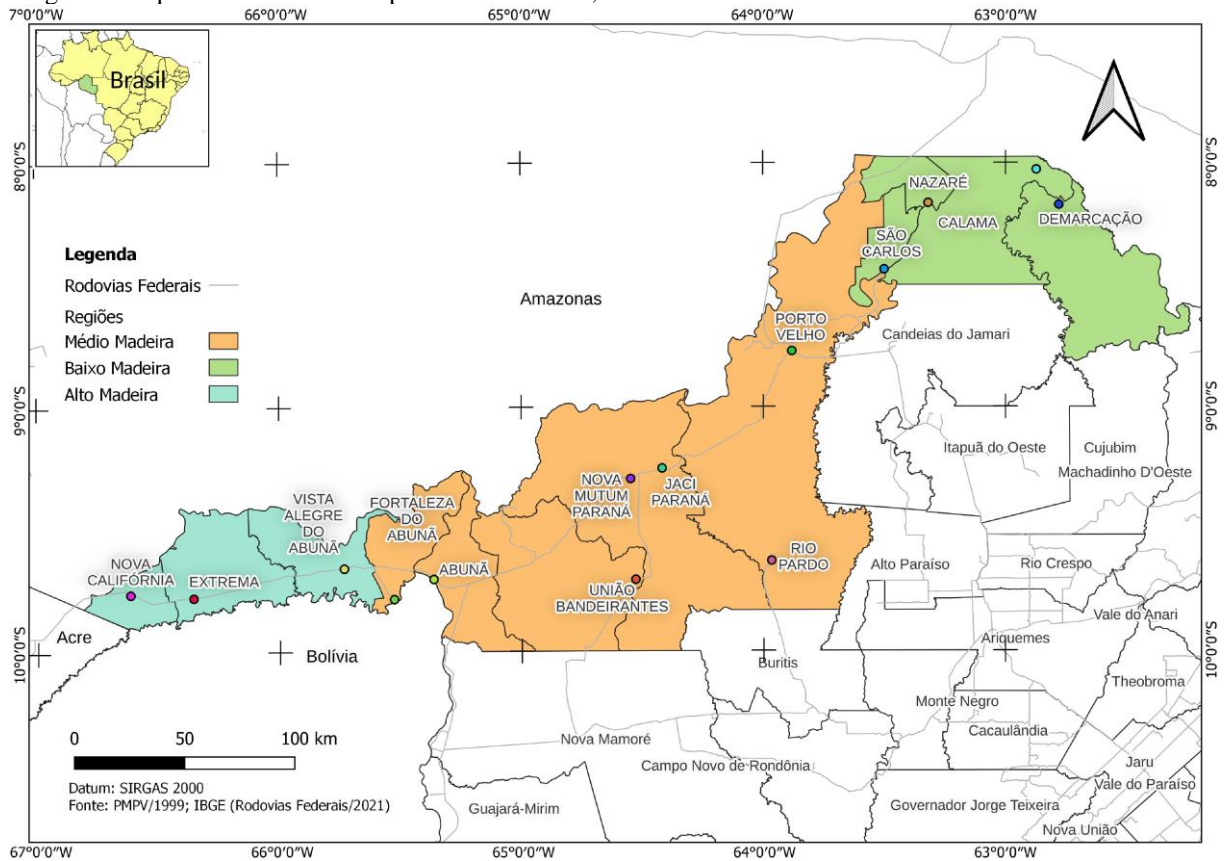 67°0'0"W
66°0'0"W
65°0'0"W
64°0'0"W
63°0'0"W
7°0'0"S
8°0'0"S
9°0'0"S
10°0'0"S
Brasil
Legenda
Rodovias Federais
Regiões
Médio Madeira
Baixo Madeira
Alto Madeira
Amazonas
NAZARÉ
CALAMA
DEMARCAÇÃO
SÃO
CARLOS
PORTO
VELHO
Candeias do Jamari
Itapuã do Oeste
Cujubim
Machadinho D'Oeste
NOVA
MUTUM
PARANÁ
JACI
PARANÁ
VISTA
ALEGRE
DO
ABUNÃ
FORTALEZA
DO
ABUNÃ
NOVA
CALIFÓRNIA
EXTREMA
ABUNÃ
UNIÃO
BANDEIRANTES
RIO
PARDO
Alto Paraíso
Rio Crespo
Vale do Anari
Acre
Bolívia
Buritis
Ariquemes
Theobroma
Monte Negro
Cacaulândia
Nova Mamoré
Campo Novo de Rondônia
Jaru
Vale do Paraíso
Guajará-Mirim
Governador Jorge Teixeira
Nova União
0 50 100 km
Datum: SIRGAS 2000
Fonte: PMPV/1999; IBGE (Rodovias Federais/2021)
8°0'0"S
9°0'0"S
10°0'0"S
67°0'0"W
66°0'0"W
65°0'0"W
64°0'0"W
63°0'0"W